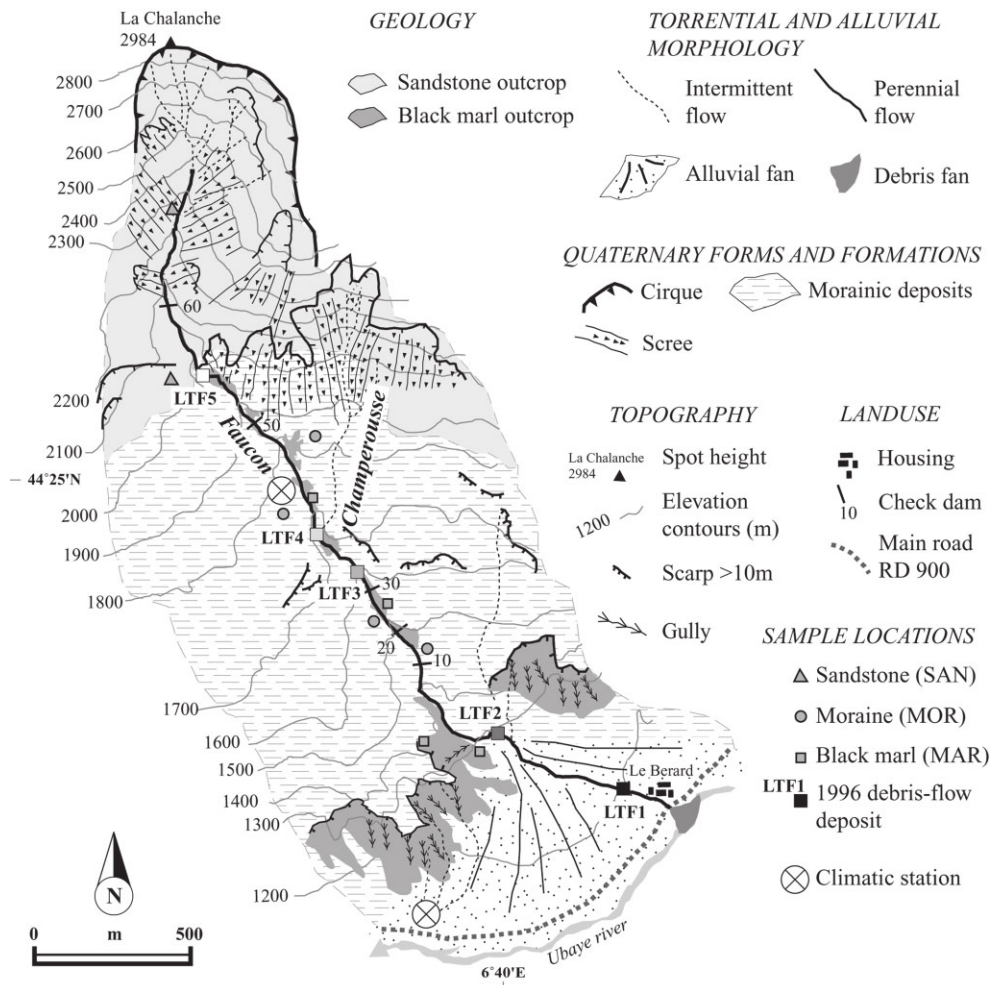 La Chalanche
2984
2800
2700
2600
2500
2400
2300
2200
2100
44°25'N
2000
1900
1800
1700
1600
1500
1400
1300
1200
60
LTF5
50
Faucon
Champerousse
LTF4
LTF3
30
20
10
LTF2
Le Berard
LTF1
Ubaye river
6°40'E
N
0 m 500
GEOLOGY
Sandstone outcrop
Black marl outcrop
TORRENTIAL AND ALLUVIAL
MORPHOLOGY
Intermittent
flow
Perennial
flow
Alluvial fan
Debris fan
QUATERNARY FORMS AND FORMATIONS
Cirque
Morainic deposits
Scree
TOPOGRAPHY
La Chalanche
2984
Spot height
1200
Elevation
contours (m)
Scarp >10m
Gully
LANDUSE
Housing
10
Check dam
Main road
RD 900
SAMPLE LOCATIONS
Sandstone (SAN)
Moraine (MOR)
Black marl (MAR)
LTF1
1996 debris-flow
deposit
Climatic station